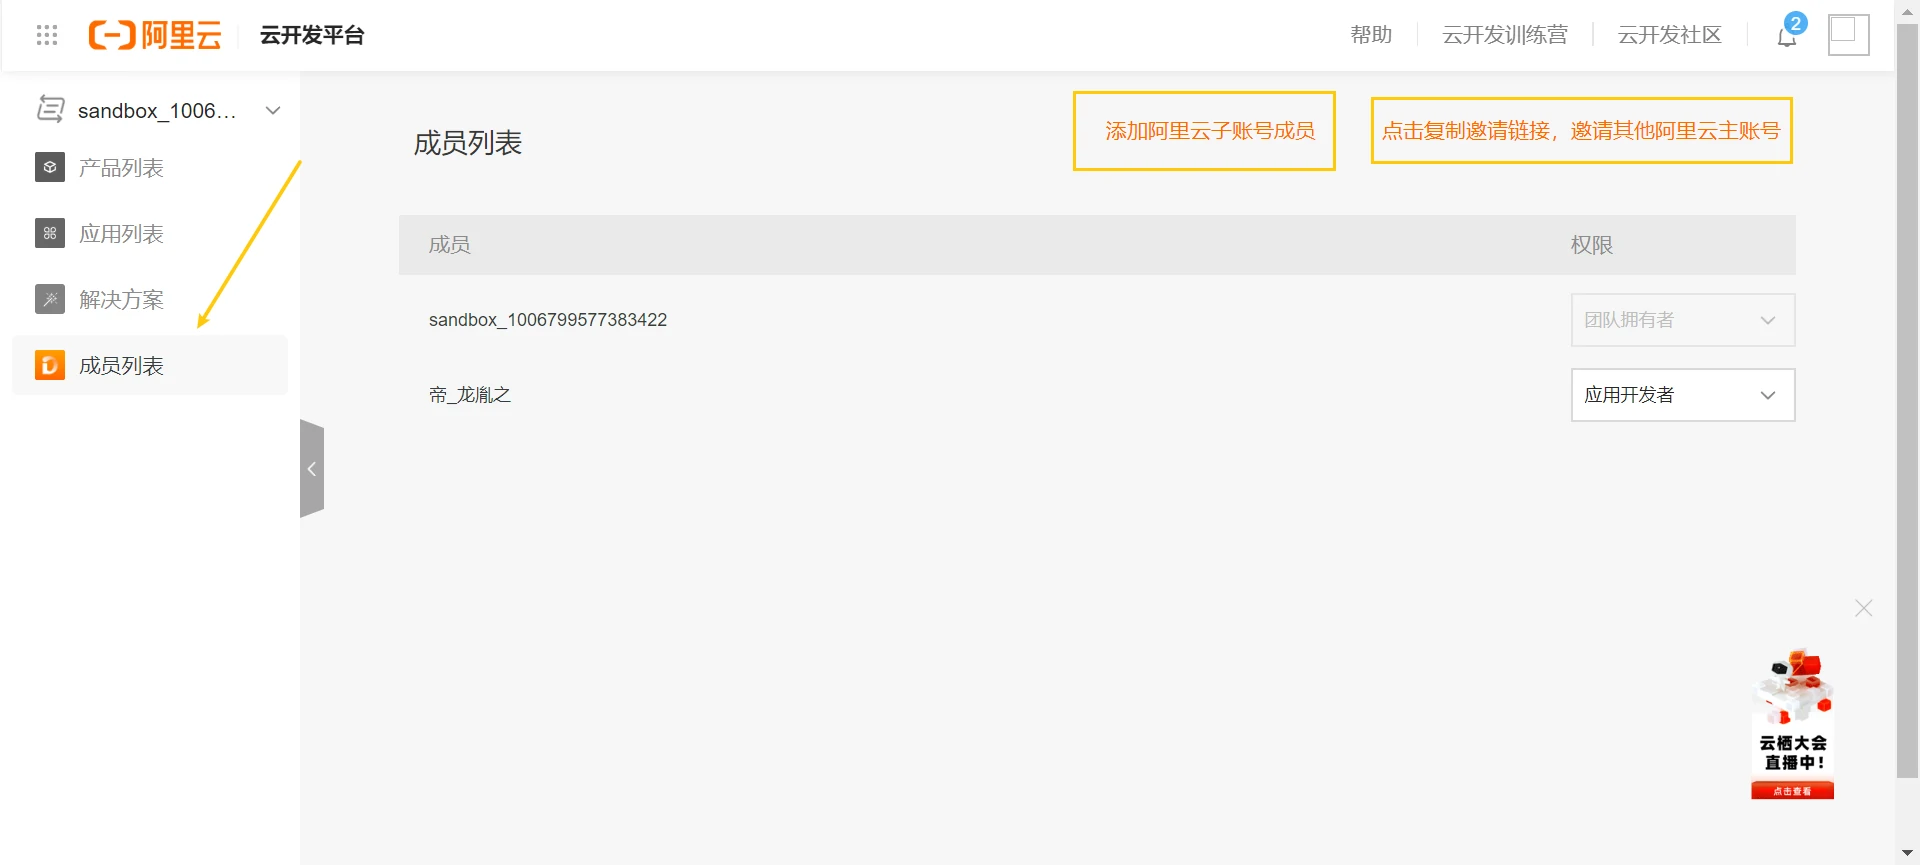 阿里云
云开发平台
帮助
云开发训练营
云开发社区
2
sandbox_1006...
产品列表
应用列表
解决方案
成员列表
成员列表
添加阿里云子账号成员
点击复制邀请链接，邀请其他阿里云主账号
成员
权限
sandbox_1006799577383422
团队拥有者
帝_龙胤之
应用开发者
云栖大会
直播中!
点击查看